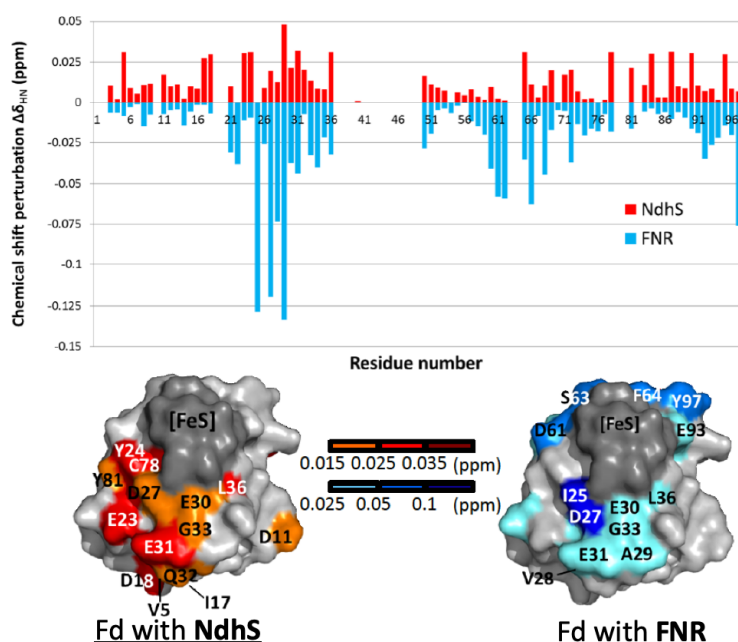 0.05
0.025
0
-0.025
-0.05
-0.075
-0.1
-0.125
-0.15
Chemical shift perturbation ΔδHN (ppm)
1 6 11 16 21 26 31 36 41 46 51 56 61 66 71 76 81 86 91 96
NdhS
FNR
Residue number
[FeS]
Y24
C78
Y81
D27
L36
E30
E23
G33
D11
E31
D18
Q32
V5
I17
Fd with NdhS
0.015 0.025 0.035 (ppm)
0.025 0.05 0.1 (ppm)
S63
F64
Y97
[FeS]
D61
E93
I25
L36
D27
E30
G33
E31
A29
V28
Fd with FNR